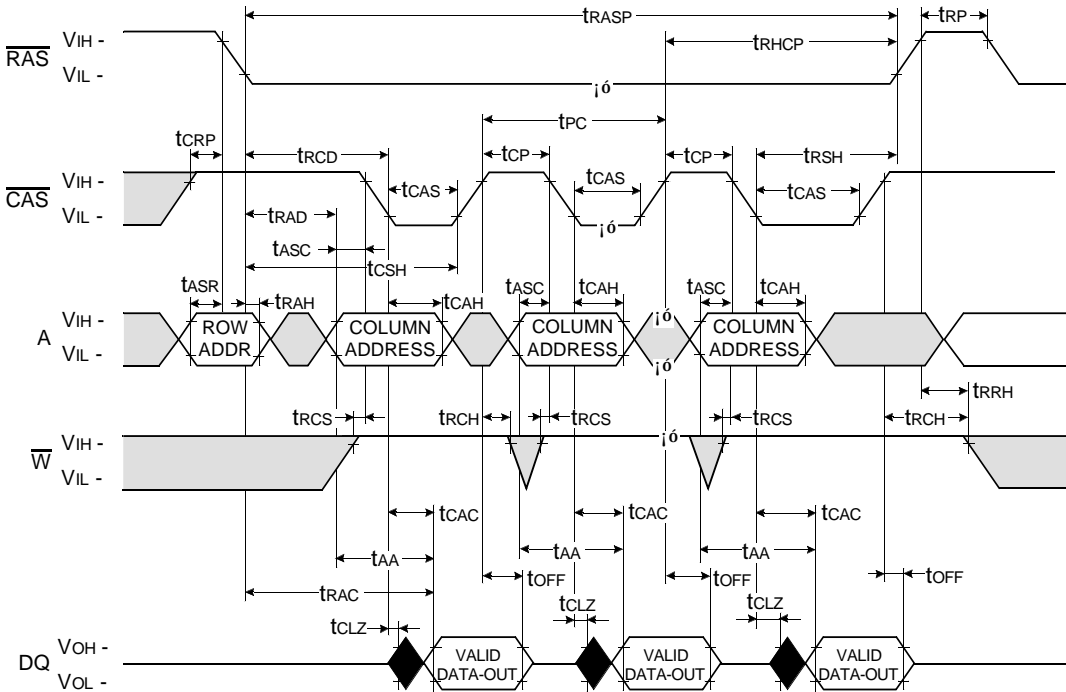 tRASP tRP
VIH -
RAS
tRHCP
VIL -
¡ó
tPC
tCRP tRCD tCP tCP tRSH
VIH -
CAS
tCAS tCAS tCAS
VIL -
¡ó
tRAD
tASC
tCSH
tASR tRAH tCAH tASC tCAH tASC tCAH
VIH -
¡ó
A
ROW ADDR.
COLUMN ADDRESS
COLUMN ADDRESS
COLUMN ADDRESS
VIL -
¡ó
tRRH
tRCS tRCH tRCS tRCS tRCH
VIH -
¡ó
W
VIL -
tCAC tCAC tCAC
tAA tAA tAA
tOFF tOFF tOFF
tRAC
tCLZ tCLZ tCLZ
VOH -
DQ
VALID DATA-OUT
VALID DATA-OUT
VALID DATA-OUT
VOL -